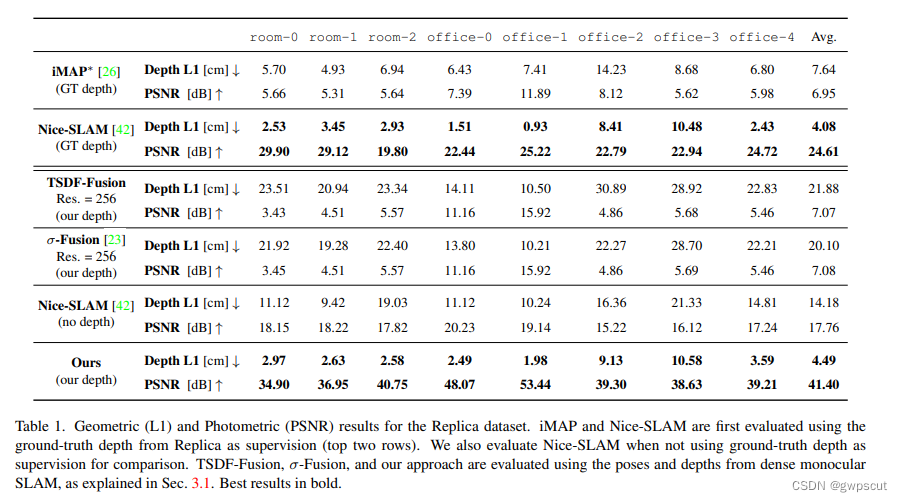 room-0 room-1 room-2 office-0 office-1 office-2 office-3 office-4 Avg.
iMAP* [26] Depth L1 [cm] ↓ 5.70 4.93 6.94 6.43 7.41 14.23 8.68 6.80 7.64
(GT depth) PSNR [dB] ↑ 5.66 5.31 5.64 7.39 11.89 8.12 5.62 5.98 6.95
Nice-SLAM [42] Depth L1 [cm] ↓ 2.53 3.45 2.93 1.51 0.93 8.41 10.48 2.43 4.08
(GT depth) PSNR [dB] ↑ 29.90 29.12 19.80 22.44 25.22 22.79 22.94 24.72 24.61
TSDF-Fusion Depth L1 [cm] ↓ 23.51 20.94 23.34 14.11 10.50 30.89 28.92 22.83 21.88
Res. = 256
(our depth) PSNR [dB] ↑ 3.43 4.51 5.57 11.16 15.92 4.86 5.68 5.46 7.07
σ-Fusion [23] Depth L1 [cm] ↓ 21.92 19.28 22.40 13.80 10.21 22.27 28.70 22.21 20.10
Res. = 256
(our depth) PSNR [dB] ↑ 3.45 4.51 5.57 11.16 15.92 4.86 5.69 5.46 7.08
Nice-SLAM [42] Depth L1 [cm] ↓ 11.12 9.42 19.03 11.12 10.24 16.36 21.33 14.81 14.18
(no depth) PSNR [dB] ↑ 18.15 18.22 17.82 20.23 19.14 15.22 16.12 17.24 17.76
Ours Depth L1 [cm] ↓ 2.97 2.63 2.58 2.49 1.98 9.13 10.58 3.59 4.49
(our depth) PSNR [dB] ↑ 34.90 36.95 40.75 48.07 53.44 39.30 38.63 39.21 41.40
Table 1. Geometric (L1) and Photometric (PSNR) results for the Replica dataset. iMAP and Nice-SLAM are first evaluated using the
ground-truth depth from Replica as supervision (top two rows). We also evaluate Nice-SLAM when not using ground-truth depth as
supervision for comparison. TSDF-Fusion, σ-Fusion, and our approach are evaluated using the poses and depths from dense monocular
SLAM, as explained in Sec. 3.1. Best results in bold.
CSDN @gwpscut